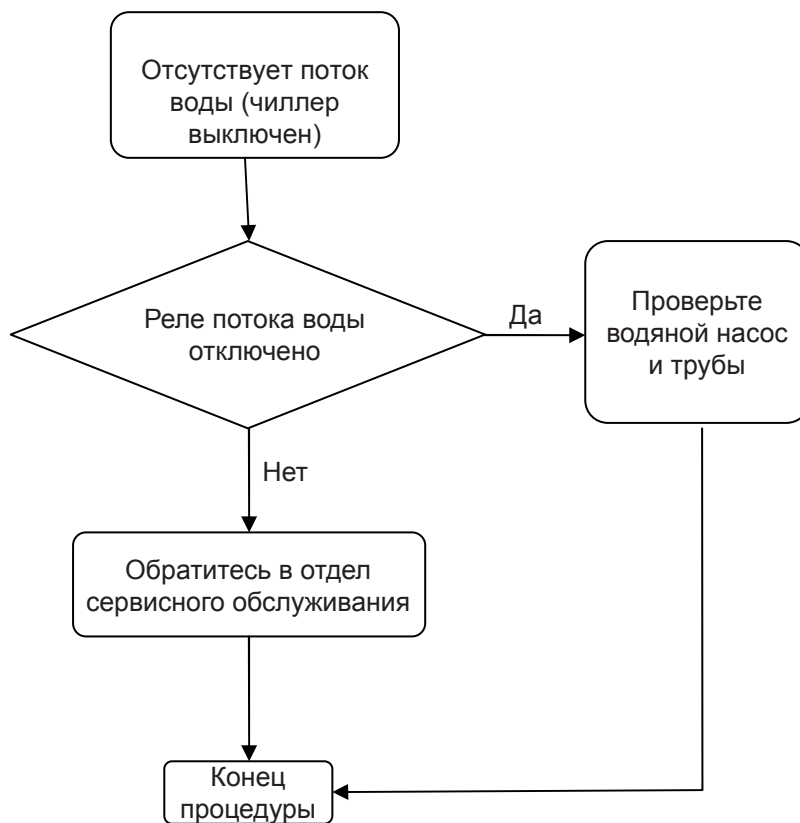 Отсутствует поток
воды (чиллер
выключен)
Реле потока воды
отключено
Да
Проверьте
водяной насос
и трубы
Нет
Обратитесь в отдел
сервисного обслуживания
Конец
процедуры